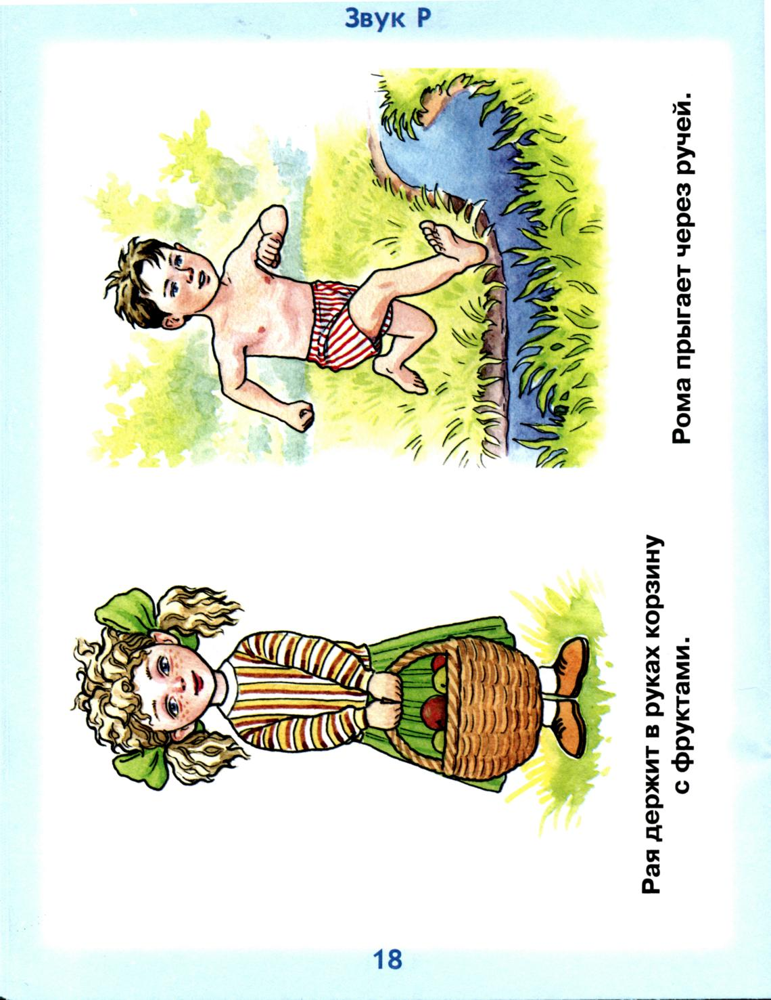 Звук Р
Рая держит в руках корзину
с фруктами.
Рома прыгает через ручей.
18